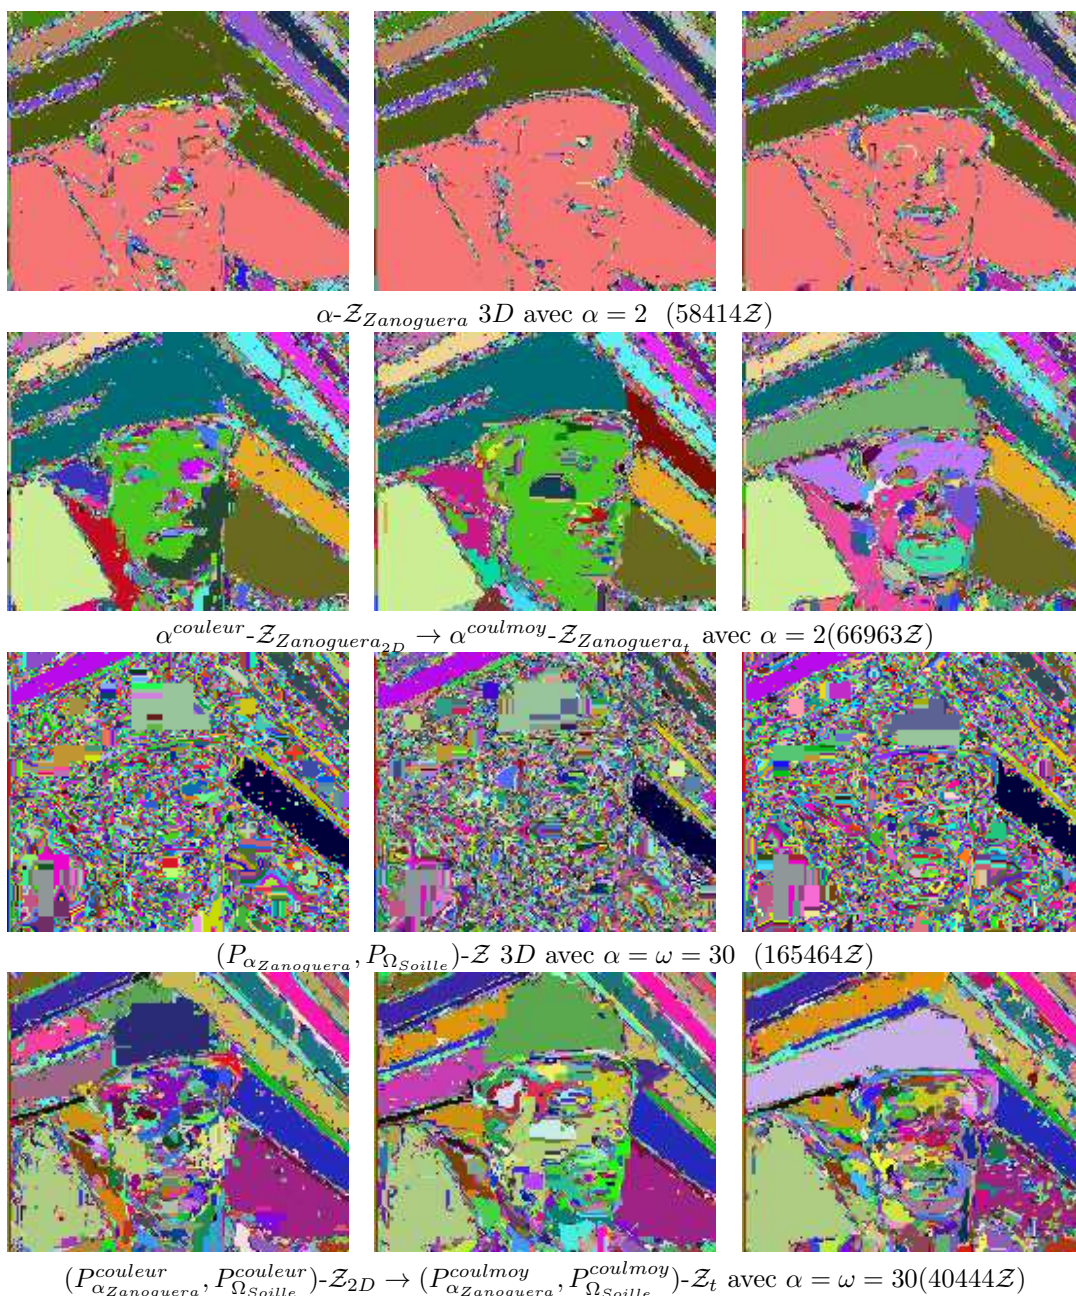 α-𝒵_{Zanoguera} 3D avec α = 2 (58414𝒵)
α^{couleur}-𝒵_{Zanoguera_{2D}} → α^{coulmoy}-𝒵_{Zanoguera_t} avec α = 2(66963𝒵)
(P_{α_{Zanoguera}}, P_{Ω_{Soille}})-𝒵 3D avec α = ω = 30 (165464𝒵)
(P^{couleur}_{α_{Zanoguera}}, P^{couleur}_{Ω_{Soille}})-𝒵_{2D} → (P^{coulmoy}_{α_{Zanoguera}}, P^{coulmoy}_{Ω_{Soille}})-𝒵_t avec α = ω = 30(40444𝒵)